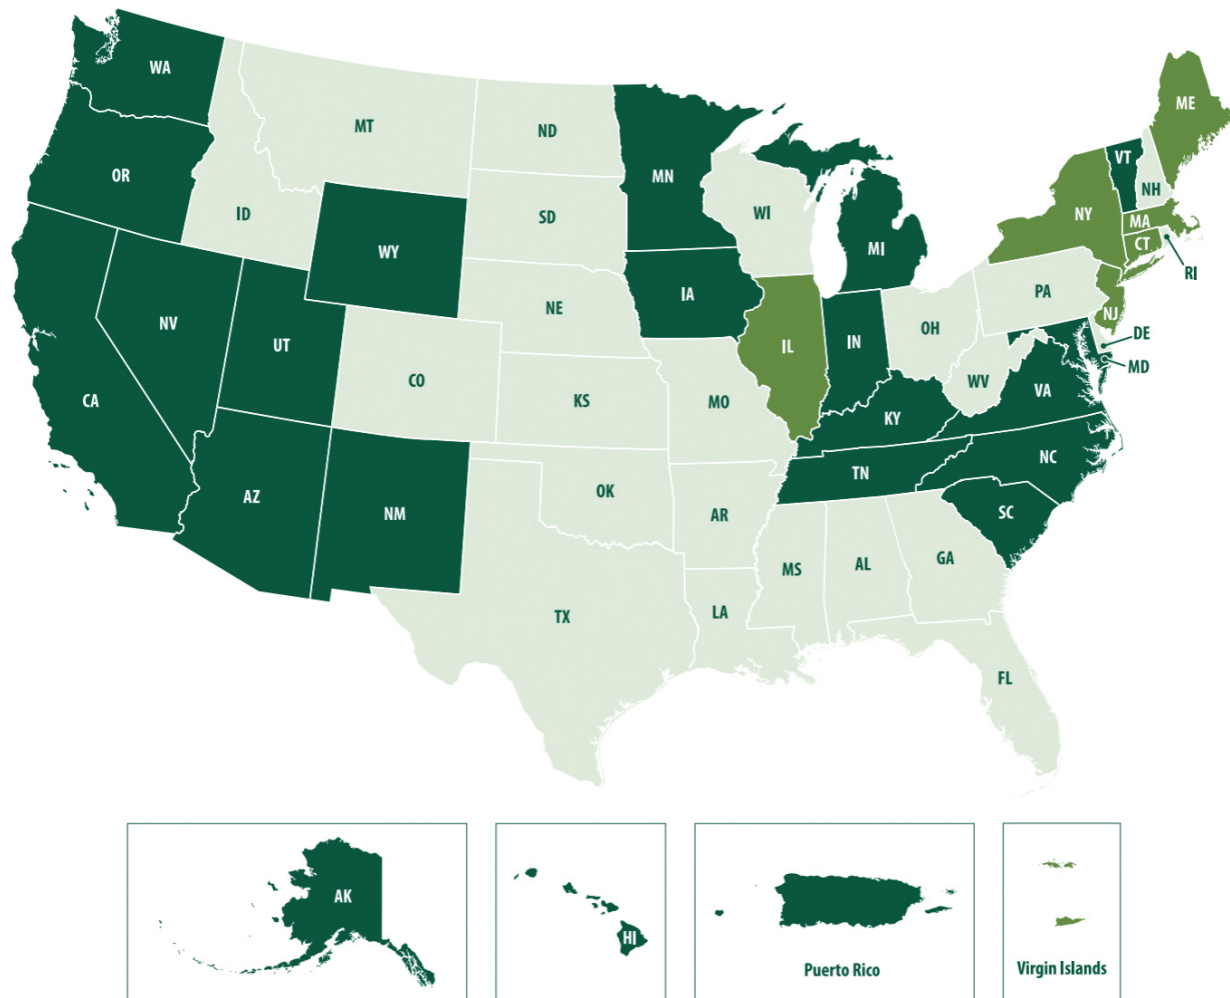 WA
MT
ND
ME
OR
ID
MN
VT
NH
SD
WI
NY
MA
CT
RI
WY
MI
IA
PA
NE
NV
UT
IL
IN
OH
NJ
DE
MD
CO
CA
KS
MO
WV
VA
KY
NC
TN
AZ
NM
OK
AR
SC
MS
AL
GA
TX
LA
FL
AK
HI
Puerto Rico
Virgin Islands